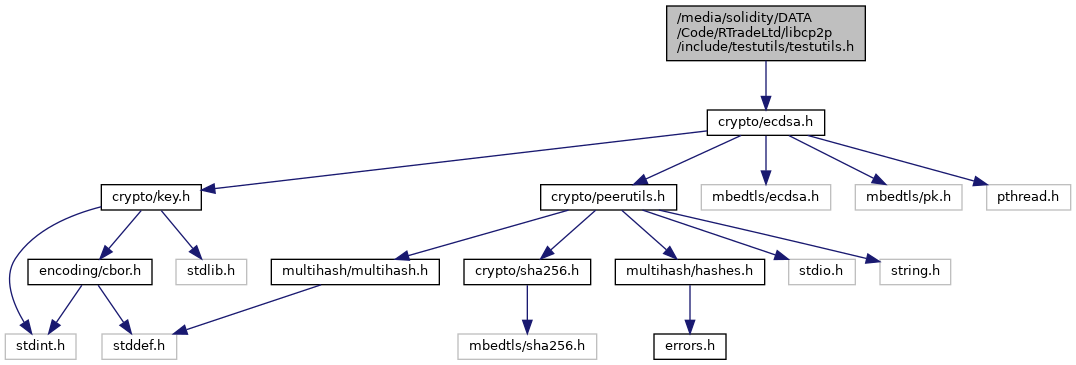 /media/solidity/DATA
/Code/RTradeLtd/libcp2p
/include/testutils/testutils.h
crypto/ecdsa.h
crypto/key.h
crypto/peerutils.h
mbedtls/ecdsa.h
mbedtls/pk.h
pthread.h
encoding/cbor.h
stdlib.h
multihash/multihash.h
crypto/sha256.h
multihash/hashes.h
stdio.h
string.h
stdint.h
stddef.h
mbedtls/sha256.h
errors.h